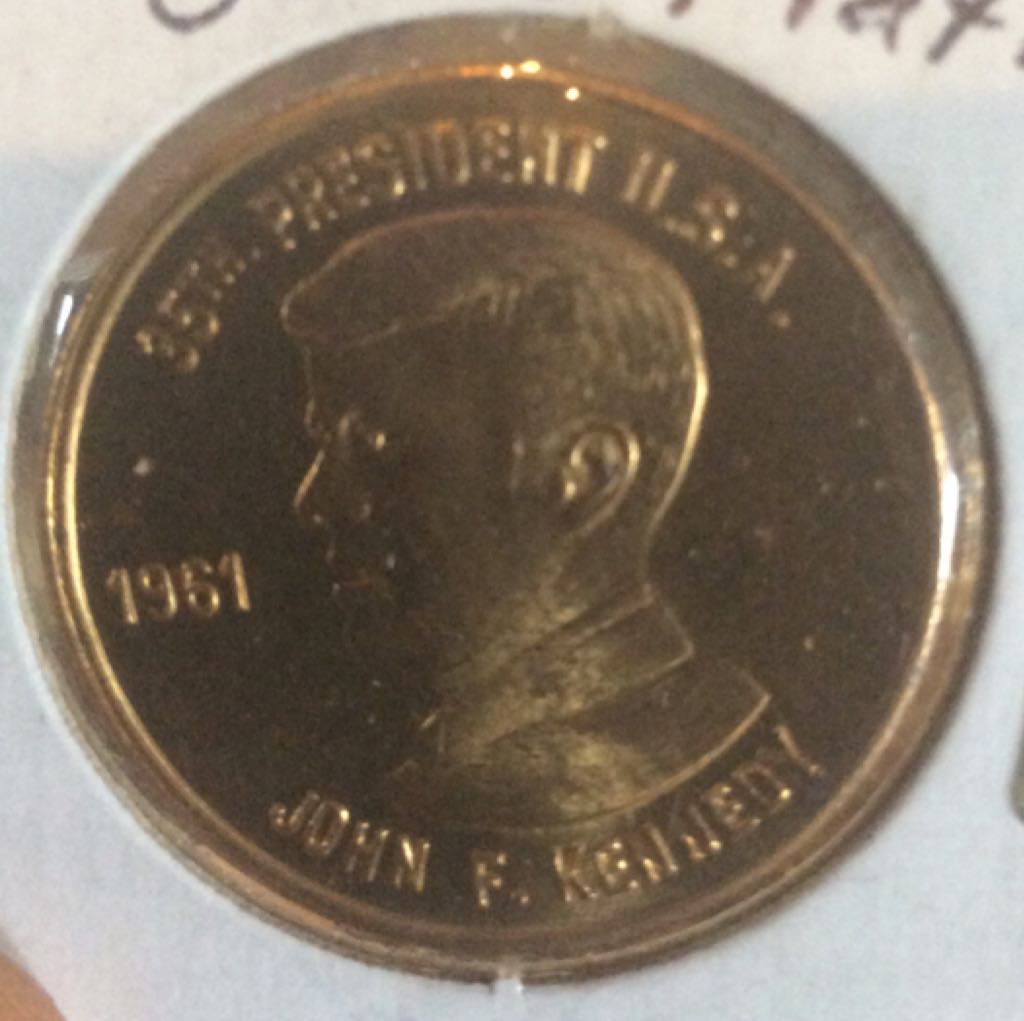 35TH. PRESIDENT U.S.A.
1961
JOHN F. KENNEDY